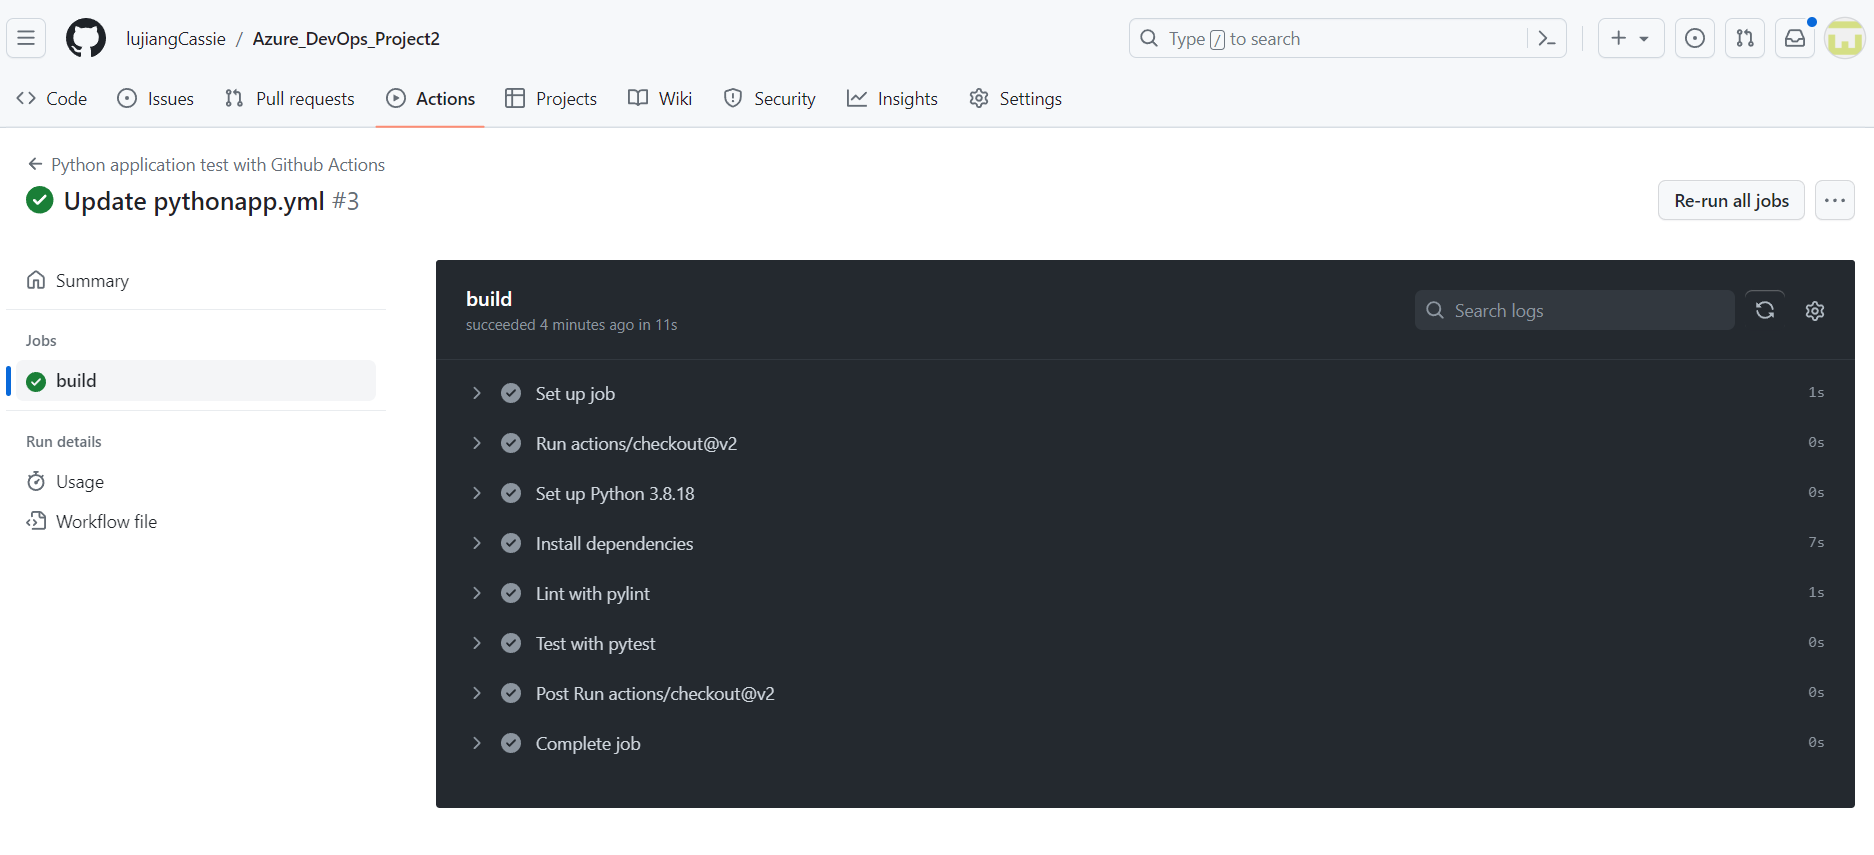 lujiangCassie / Azure_DevOps_Project2
Type / to search
Code Issues Pull requests Actions Projects Wiki Security Insights Settings
Python application test with Github Actions
Update pythonapp.yml #3
Re-run all jobs
Summary
Jobs
build
Run details
Usage
Workflow file
build
succeeded 4 minutes ago in 11s
Search logs
Set up job 1s
Run actions/checkout@v2 0s
Set up Python 3.8.18 0s
Install dependencies 7s
Lint with pylint 1s
Test with pytest 0s
Post Run actions/checkout@v2 0s
Complete job 0s